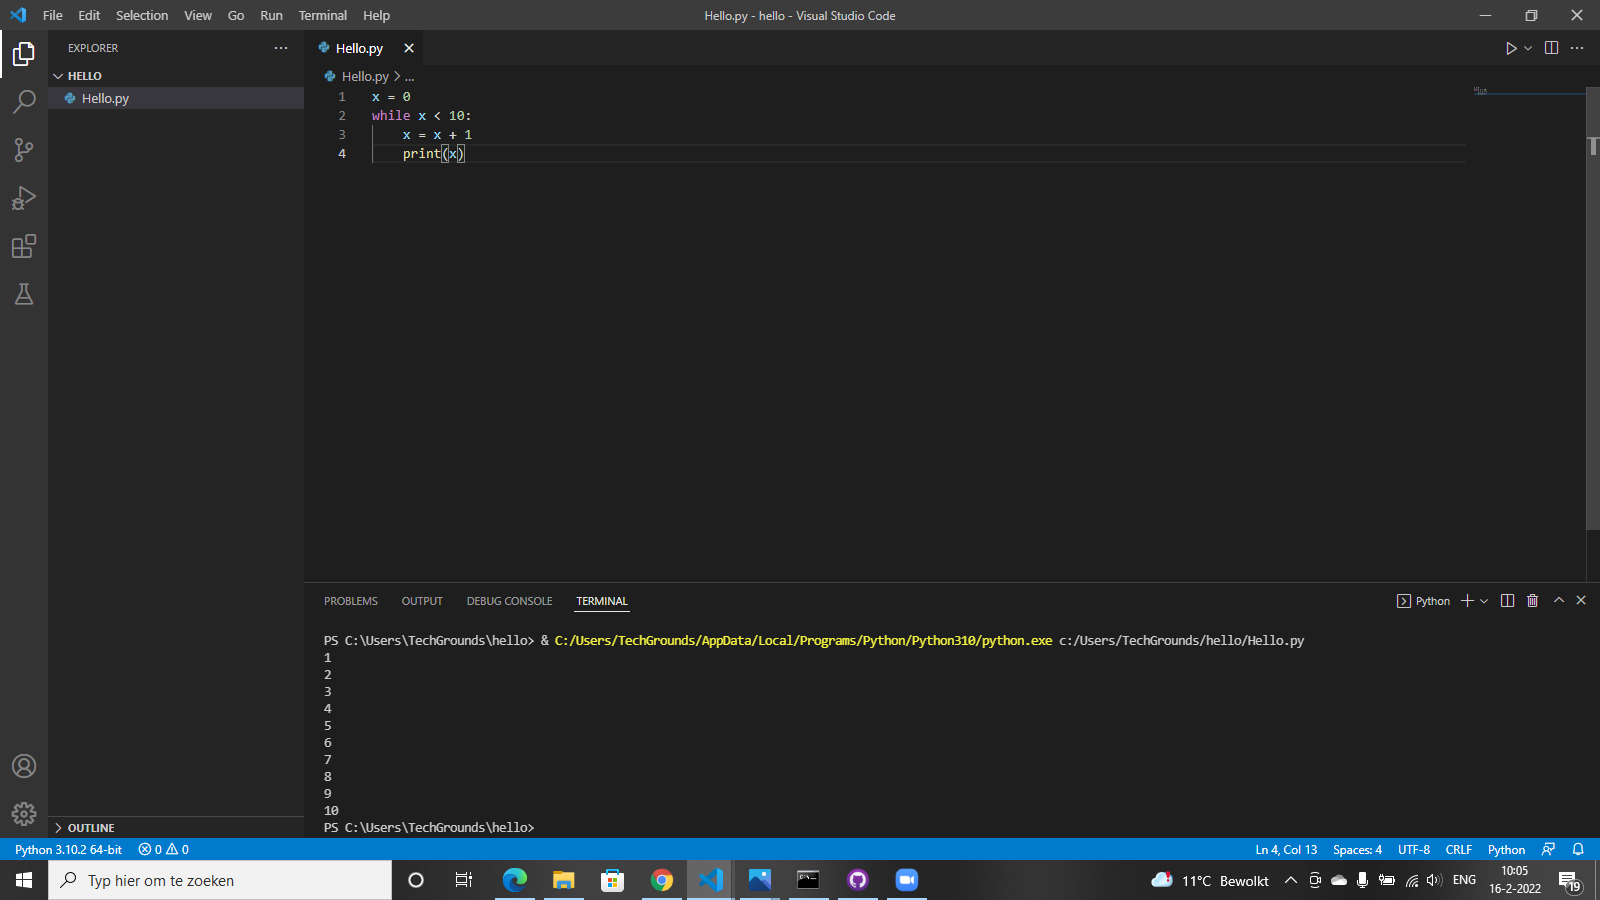 File Edit Selection View Go Run Terminal Help
Hello.py - hello - Visual Studio Code
EXPLORER
HELLO
Hello.py
OUTLINE
Hello.py
Hello.py > ...
1 x = 0
2 while x < 10:
3 x = x + 1
4 print(x)
PROBLEMS OUTPUT DEBUG CONSOLE TERMINAL
Python
PS C:\Users\TechGrounds\hello> & C:/Users/TechGrounds/AppData/Local/Programs/Python/Python310/python.exe c:/Users/TechGrounds/hello/Hello.py
1
2
3
4
5
6
7
8
9
10
PS C:\Users\TechGrounds\hello>
Python 3.10.2 64-bit 0 0
Ln 4, Col 13 Spaces: 4 UTF-8 CRLF Python
Typ hier om te zoeken
11°C Bewolkt
ENG
10:05
16-2-2022
19